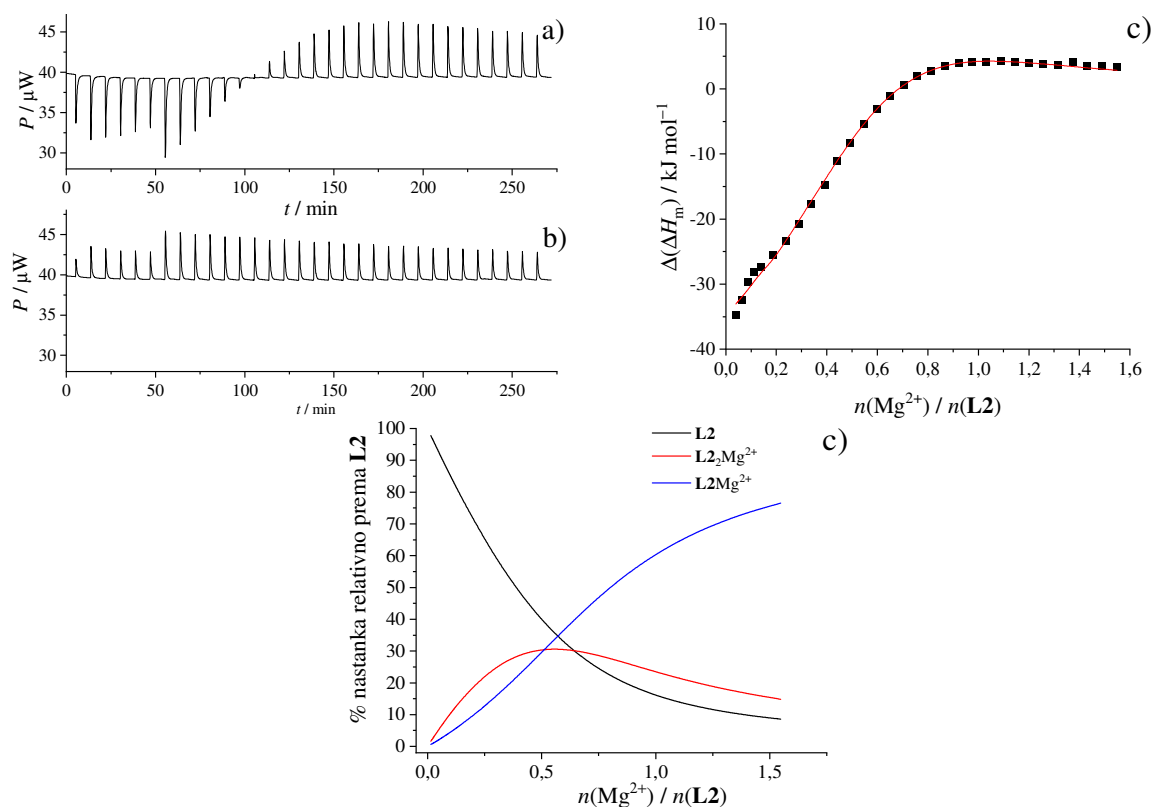 a)
P / μW
45
40
35
30
0 50 100 150 200 250
t / min
b)
P / μW
45
40
35
30
0 50 100 150 200 250
t / min
c)
Δ(ΔH_m) / kJ mol⁻¹
10
0
-10
-20
-30
-40
0,0 0,2 0,4 0,6 0,8 1,0 1,2 1,4 1,6
n(Mg²⁺) / n(L2)
c)
% nastanka relativno prema L2
100
90
80
70
60
50
40
30
20
10
0
L2
L2₂Mg²⁺
L2Mg²⁺
0,0 0,5 1,0 1,5
n(Mg²⁺) / n(L2)